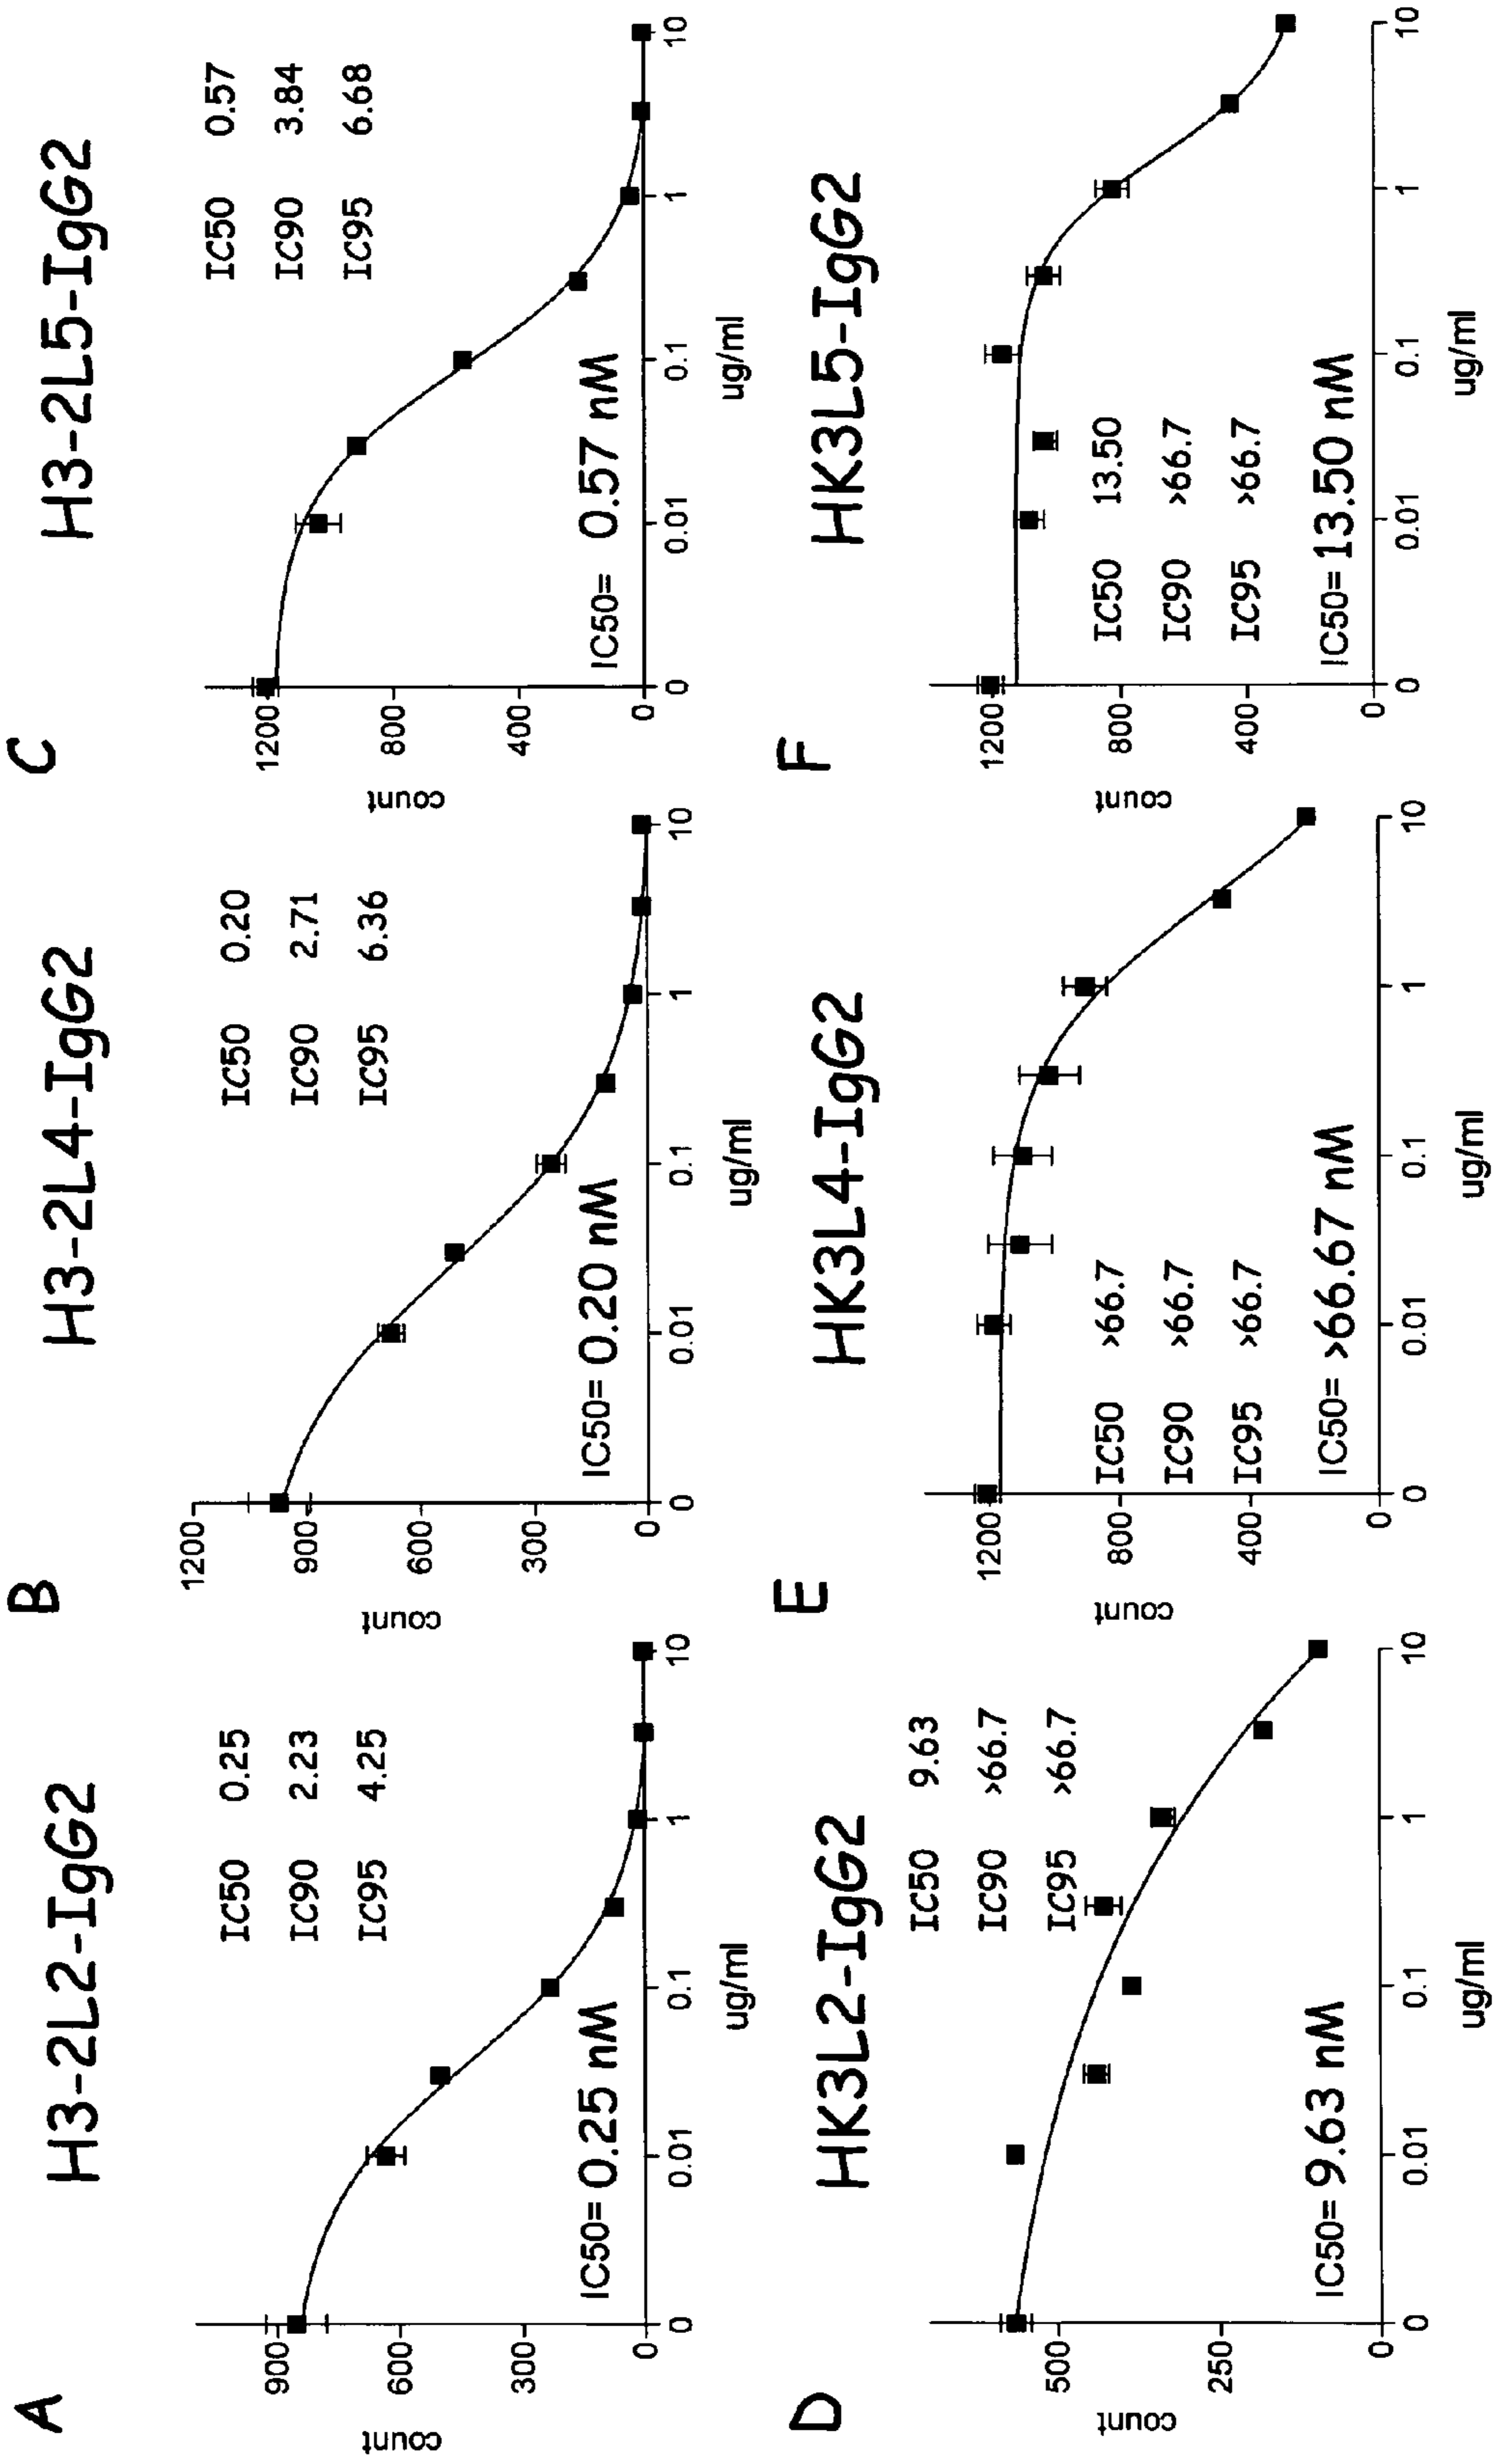 A
H3-2L2-IgG2
IC50 0.25
IC90 2.23
IC95 4.25
count
900
600
300
0
IC50= 0.25 nM
0 0.01 0.1 1 10
ug/ml
B
H3-2L4-IgG2
IC50 0.20
IC90 2.71
IC95 6.36
count
1200
900
600
300
0
IC50= 0.20 nM
0 0.01 0.1 1 10
ug/ml
C
H3-2L5-IgG2
IC50 0.57
IC90 3.84
IC95 6.68
count
1200
800
400
0
IC50= 0.57 nM
0 0.01 0.1 1 10
ug/ml
D
HK3L2-IgG2
IC50 9.63
IC90 >66.7
IC95 >66.7
count
500
250
0
IC50= 9.63 nM
0 0.01 0.1 1 10
ug/ml
E
HK3L4-IgG2
count
1200
800
400
0
IC50 >66.7
IC90 >66.7
IC95 >66.7
IC50= >66.67 nM
0 0.01 0.1 1 10
ug/ml
F
HK3L5-IgG2
count
1200
800
400
0
IC50 13.50
IC90 >66.7
IC95 >66.7
IC50= 13.50 nM
0 0.01 0.1 1 10
ug/ml